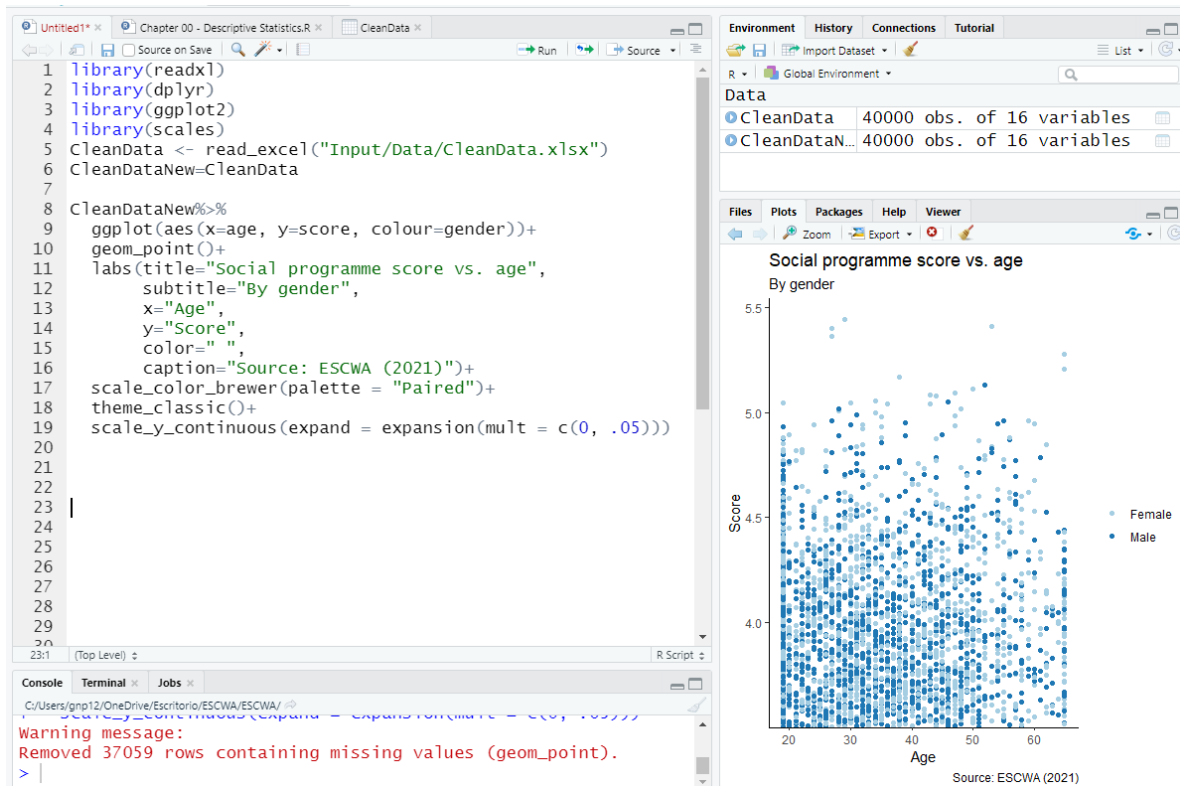 Untitled1* Chapter 00 - Descriptive Statistics.R CleanData
Source on Save Run Source
1 library(readxl)
2 library(dplyr)
3 library(ggplot2)
4 library(scales)
5 CleanData <- read_excel("Input/Data/CleanData.xlsx")
6 CleanDataNew=CleanData
7
8 CleanDataNew%>%
9   ggplot(aes(x=age, y=score, colour=gender))+
10   geom_point()+
11   labs(title="Social programme score vs. age",
12        subtitle="By gender",
13        x="Age",
14        y="Score",
15        color=" ",
16        caption="Source: ESCWA (2021)")+
17   scale_color_brewer(palette = "Paired")+
18   theme_classic()+
19   scale_y_continuous(expand = expansion(mult = c(0, .05)))
20
21
22
23
24
25
26
27
28
29
30
23:1 (Top Level) R Script
Console Terminal Jobs
C:/Users/gnp12/OneDrive/Escritorio/ESCWA/ESCWA/
+   scale_y_continuous(expand = expansion(mult = c(0, .05)))
Warning message:
Removed 37059 rows containing missing values (geom_point).
>
Environment History Connections Tutorial
Import Dataset List
R Global Environment
Data
CleanData 40000 obs. of 16 variables
CleanDataN… 40000 obs. of 16 variables
Files Plots Packages Help Viewer
Zoom Export
Social programme score vs. age
By gender
5.5
5.0
4.5
4.0
Score
Female
Male
20 30 40 50 60
Age
Source: ESCWA (2021)